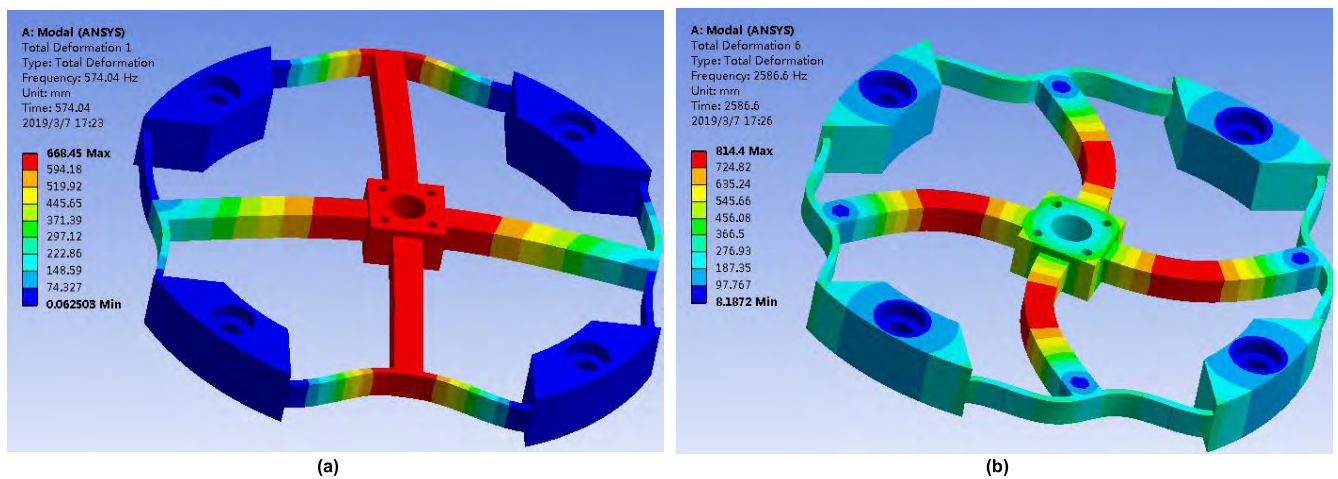 A: Modal (ANSYS)
Total Deformation 1
Type: Total Deformation
Frequency: 574.04 Hz
Unit: mm
Time: 574.04
2019/3/7 17:23
668.45 Max
594.18
519.92
445.65
371.39
297.12
222.86
148.59
74.327
0.062503 Min
(a)
A: Modal (ANSYS)
Total Deformation 6
Type: Total Deformation
Frequency: 2586.6 Hz
Unit: mm
Time: 2586.6
2019/3/7 17:26
814.4 Max
724.82
635.24
545.66
456.08
366.5
276.93
187.35
97.767
8.1872 Min
(b)